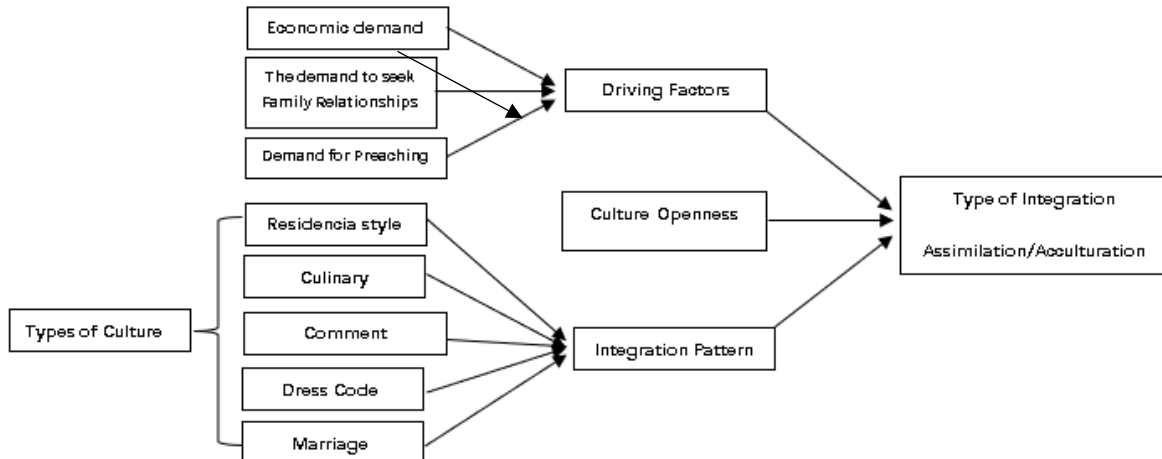 Economic demand
The demand to seek
Family Relationships
Demand for Preaching
Driving Factors
Culture Openness
Type of Integration
Assimilation/Acculturation
Types of Culture
Residencia style
Culinary
Comment
Dress Code
Marriage
Integration Pattern